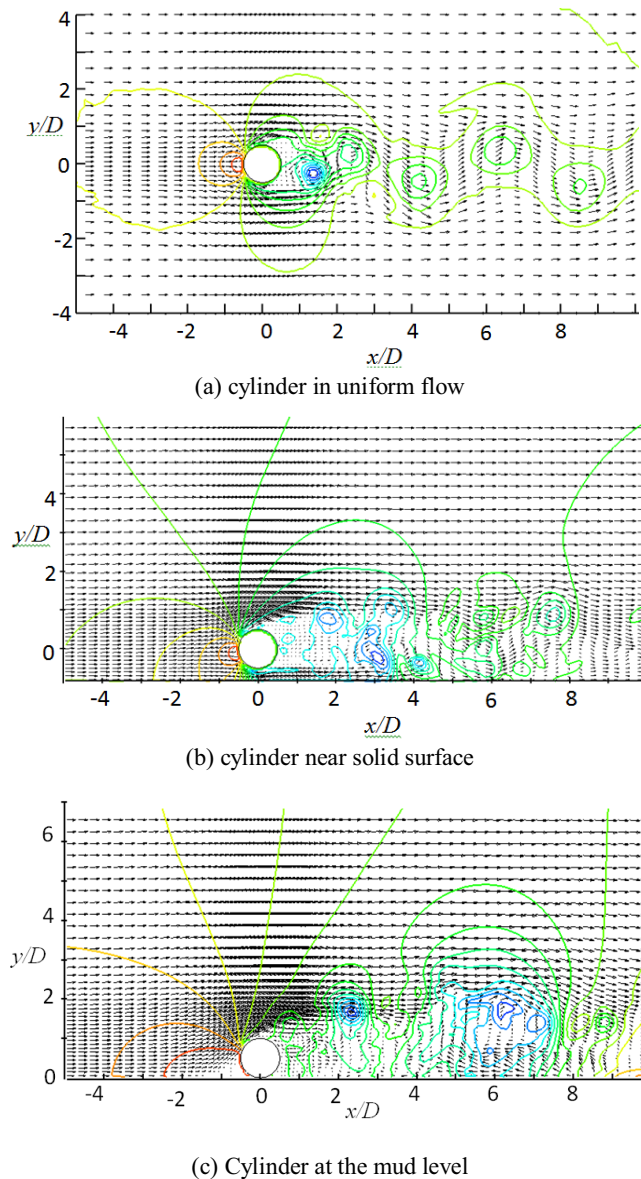 4
2
y/D
0
-2
-4
-4 -2 0 2 4 6 8
x/D
(a) cylinder in uniform flow
4
y/D
2
0
-4 -2 0 2 4 6 8
x/D
(b) cylinder near solid surface
6
4
y/D
2
0
-4 -2 0 2 4 6 8
x/D
(c) Cylinder at the mud level